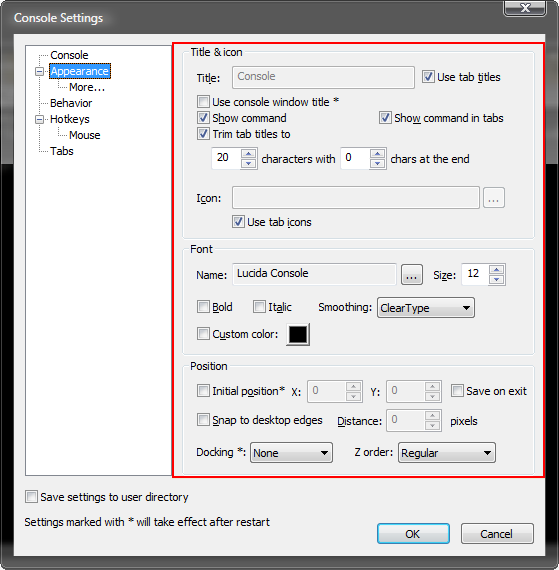 Console Settings
Console
Appearance
More...
Behavior
Hotkeys
Mouse
Tabs
Title & icon
Title: Console Use tab titles
Use console window title *
Show command Show command in tabs
Trim tab titles to
20 characters with 0 chars at the end
Icon: ...
Use tab icons
Font
Name: Lucida Console ... Size: 12
Bold Italic Smoothing: ClearType
Custom color:
Position
Initial position* X: 0 Y: 0 Save on exit
Snap to desktop edges Distance: 0 pixels
Docking *: None Z order: Regular
Save settings to user directory
Settings marked with * will take effect after restart
OK Cancel